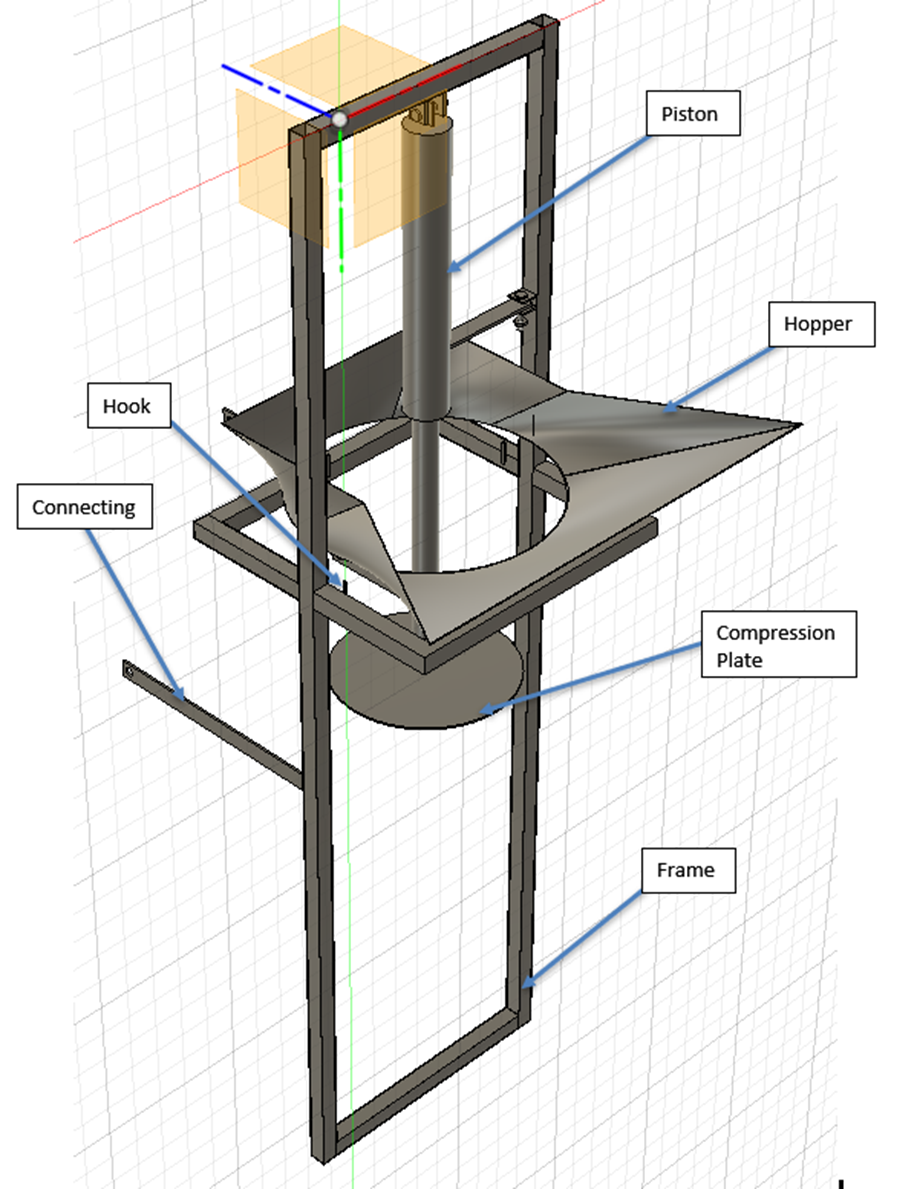 Piston
Hopper
Hook
Connecting
Compression
Plate
Frame